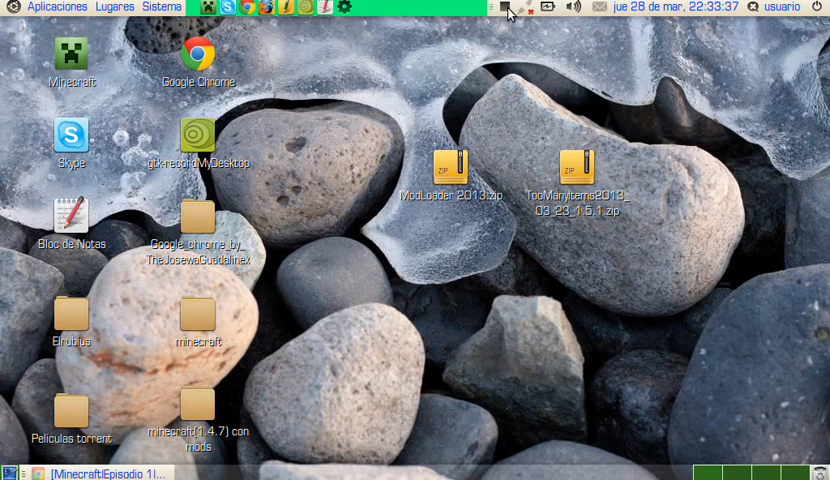 Aplicaciones Lugares Sistema
jue 28 de mar, 22:33:37 usuario
Minecraft
Google Chrome
Skype
gtk-recordMyDesktop
ZIP
ModLoader 2013.zip
ZIP
TooManyItems2013_
03_23_1.5.1.zip
Bloc de Notas
Google_chrome_by_
TheJosewaGuadalinex
Elrubius
minecraft
Peliculas torrent
minecraft(1.4.7) con
mods
[Minecraft|Episodio 1|...